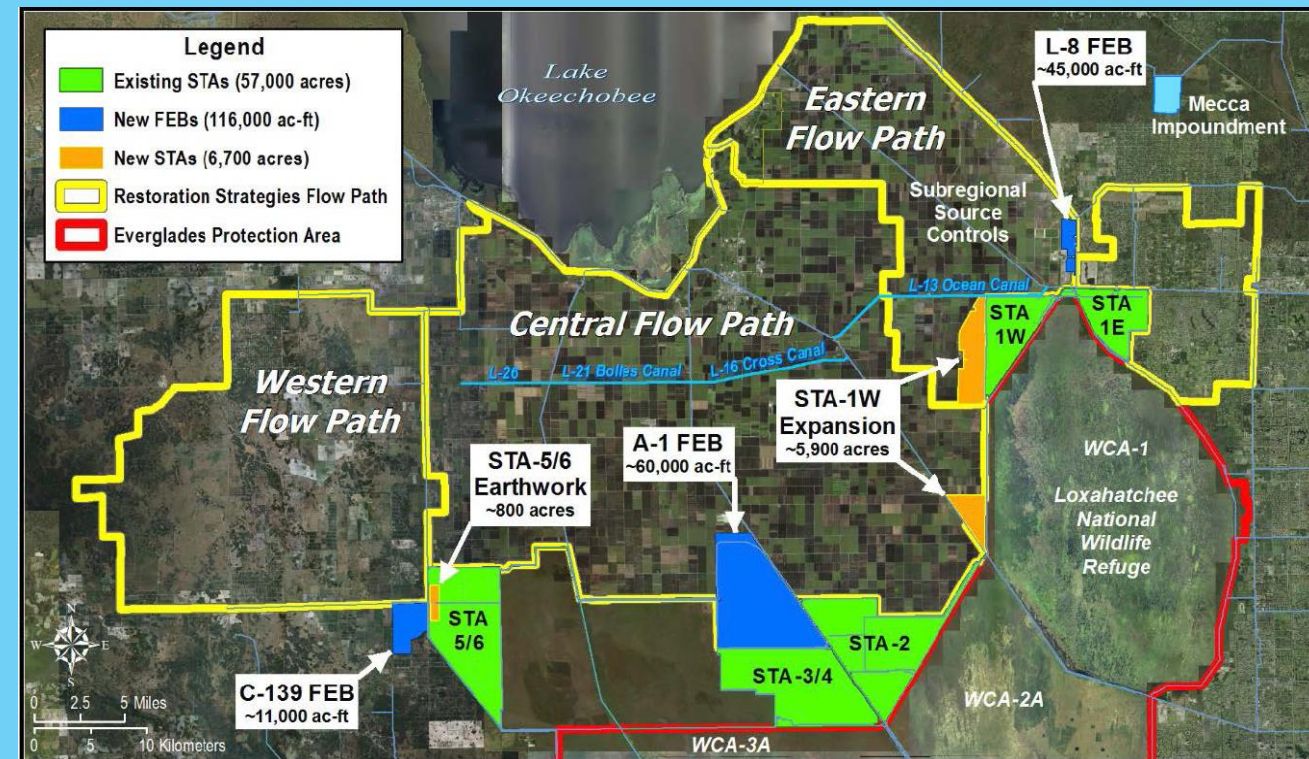 Legend
Existing STAs (57,000 acres)
New FEBs (116,000 ac-ft)
New STAs (6,700 acres)
Restoration Strategies Flow Path
Everglades Protection Area
Lake
Okeechobee
L-8 FEB
~45,000 ac-ft
Mecca
Impoundment
Eastern
Flow Path
Subregional
Source
Controls
L-13 Ocean Canal
STA
1W
STA
1E
Central Flow Path
L-26
L-21 Bolles Canal
L-16 Cross Canal
Western
Flow Path
STA-1W
Expansion
~5,900 acres
A-1 FEB
~60,000 ac-ft
STA-5/6
Earthwork
~800 acres
WCA-1
Loxahatchee
National
Wildlife
Refuge
STA
5/6
STA-2
STA-3/4
C-139 FEB
~11,000 ac-ft
WCA-2A
WCA-3A
N
W
E
S
0 2.5 5 Miles
0 5 10 Kilometers